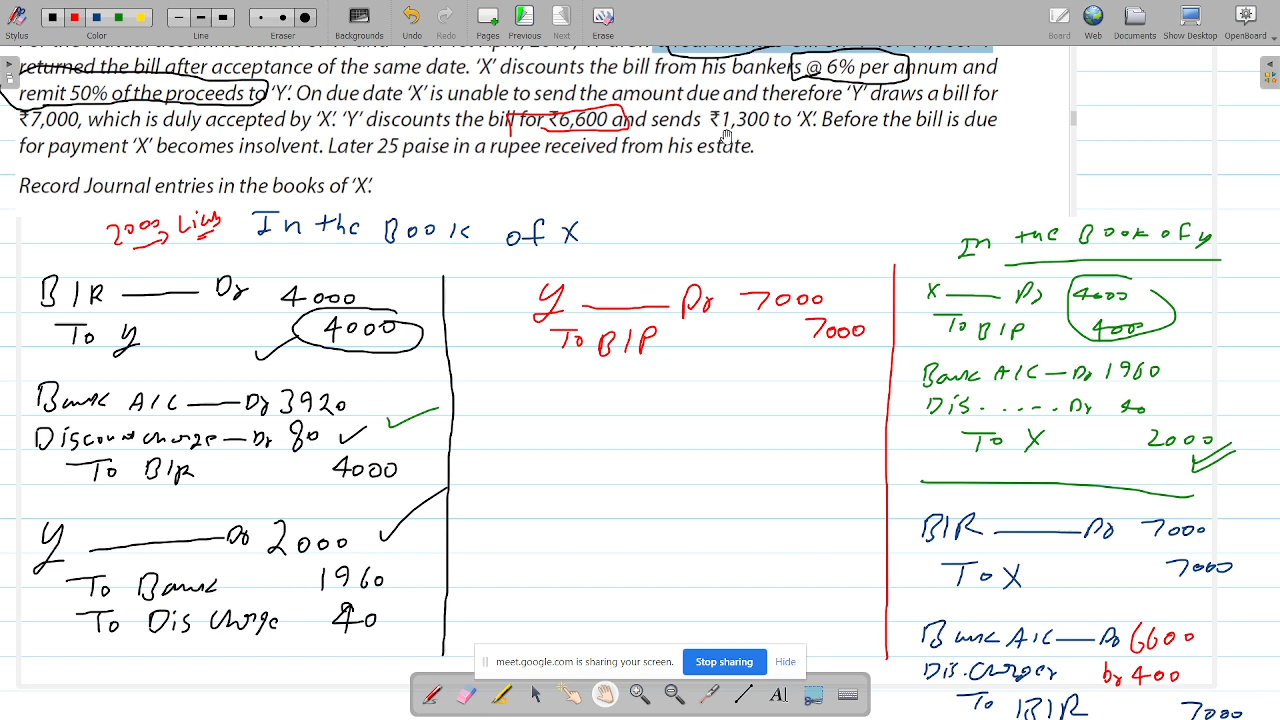 Stylus
Color
Line
Eraser
Backgrounds
Undo
Redo
Pages
Previous
Next
Erase
Board
Web
Documents
Show Desktop
OpenBoard
returned the bill after acceptance of the same date. ‘X’ discounts the bill from his bankers @ 6% per annum and
remit 50% of the proceeds to ‘Y’. On due date ‘X’ is unable to send the amount due and therefore ‘Y’ draws a bill for
₹7,000, which is duly accepted by ‘X’. ‘Y’ discounts the bill for ₹6,600 and sends ₹1,300 to ‘X’. Before the bill is due
for payment ‘X’ becomes insolvent. Later 25 paise in a rupee received from his estate.
Record Journal entries in the books of ‘X’.
2000 Liab
In the Book of X
B/R Dr 4000
To Y 4000
Bank A/C Dr 3920
Discount charge Dr 80
To B/R 4000
Y Dr 2000
To Bank 1960
To Dis Charge 40
Y Dr 7000
To B/P 7000
In the Book of y
X Dr 4000
To B/P 4000
Bank A/C Dr 1960
Dis ..... Dr 40
To X 2000
B/R Dr 7000
To X 7000
Bank A/C Dr 6600
Dis. Charges Dr 400
To B/R 7000
meet.google.com is sharing your screen.
Stop sharing
Hide